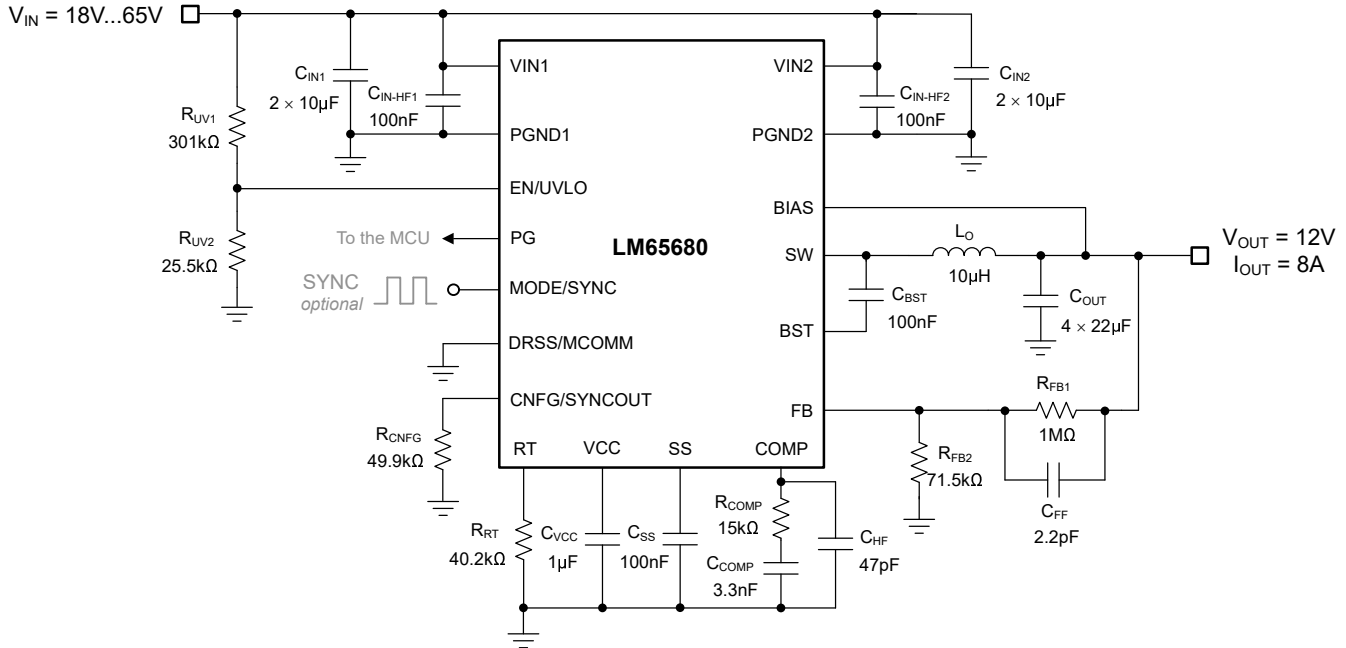 V_IN = 18V...65V
C_IN1
2 × 10µF
C_IN-HF1
100nF
VIN1
VIN2
C_IN-HF2
100nF
C_IN2
2 × 10µF
R_UV1
301kΩ
PGND1
PGND2
EN/UVLO
BIAS
R_UV2
25.5kΩ
To the MCU
PG
LM65680
SW
L_O
10µH
V_OUT = 12V
I_OUT = 8A
SYNC
optional
MODE/SYNC
C_BST
100nF
C_OUT
4 × 22µF
BST
DRSS/MCOMM
CNFG/SYNCOUT
FB
R_FB1
1MΩ
R_CNFG
49.9kΩ
RT
VCC
SS
COMP
R_FB2
71.5kΩ
C_FF
2.2pF
R_RT
40.2kΩ
C_VCC
1µF
C_SS
100nF
R_COMP
15kΩ
C_COMP
3.3nF
C_HF
47pF